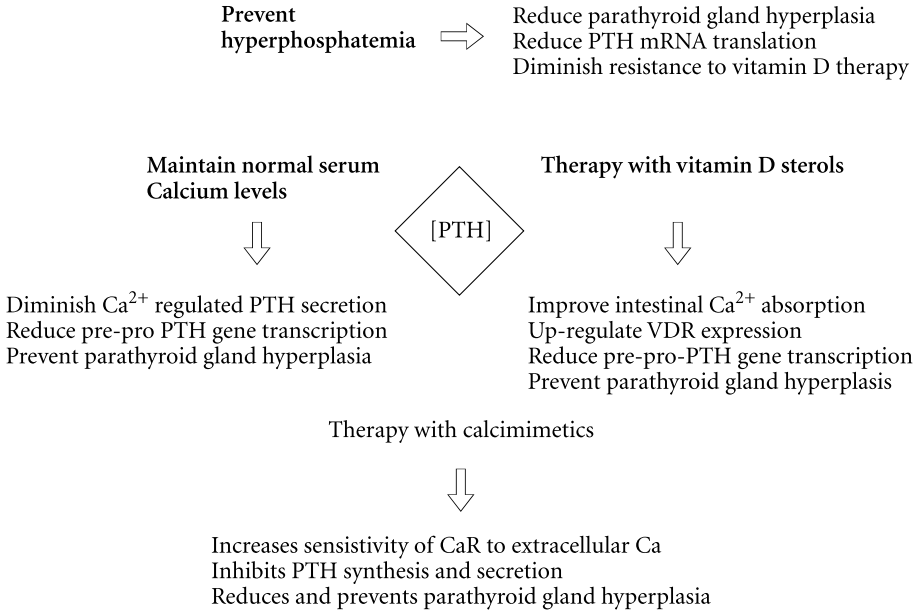 Prevent
hyperphosphatemia
Reduce parathyroid gland hyperplasia
Reduce PTH mRNA translation
Diminish resistance to vitamin D therapy
Maintain normal serum
Calcium levels
Therapy with vitamin D sterols
[PTH]
Diminish Ca²⁺ regulated PTH secretion
Reduce pre-pro PTH gene transcription
Prevent parathyroid gland hyperplasia
Improve intestinal Ca²⁺ absorption
Up-regulate VDR expression
Reduce pre-pro-PTH gene transcription
Prevent parathyroid gland hyperplasis
Therapy with calcimimetics
Increases sensistivity of CaR to extracellular Ca
Inhibits PTH synthesis and secretion
Reduces and prevents parathyroid gland hyperplasia